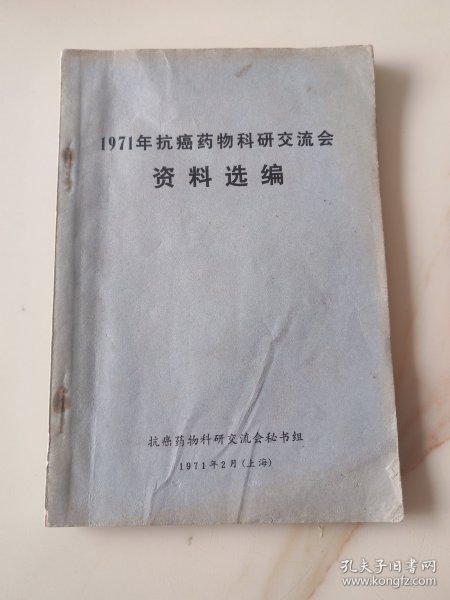 1971年抗癌药物科研交流会
资料选编
抗癌药物科研交流会秘书组
1971年2月(上海)
孔夫子旧书网
www.kongfz.com